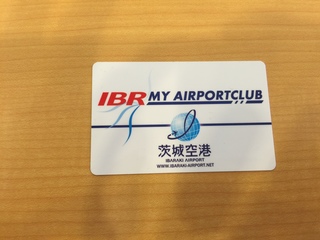 IBR MY AIRPORTCLUB
茨城空港
IBARAKI AIRPORT
WWW.IBARAKI-AIRPORT.NET